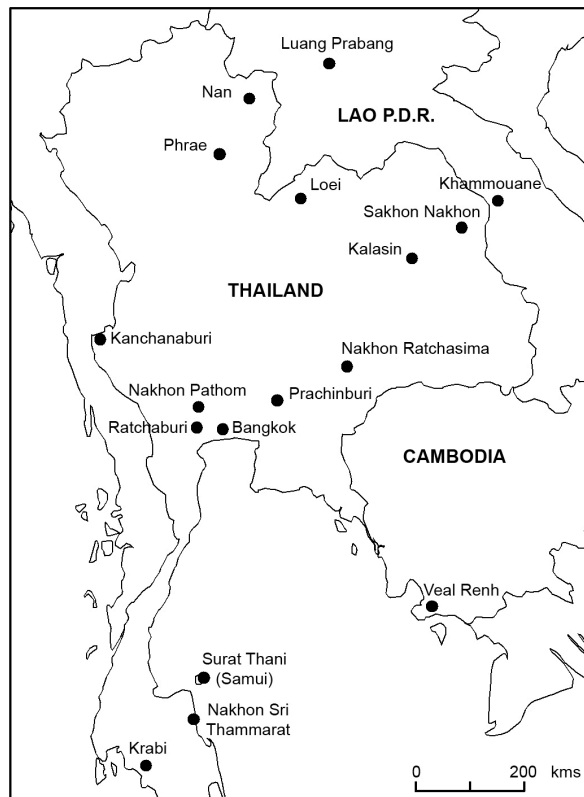 Luang Prabang
Nan
LAO P.D.R.
Phrae
Loei
Khammouane
Sakhon Nakhon
Kalasin
THAILAND
Kanchanaburi
Nakhon Ratchasima
Nakhon Pathom
Prachinburi
Ratchaburi
Bangkok
CAMBODIA
Veal Renh
Surat Thani
(Samui)
Nakhon Sri
Thammarat
Krabi
0 200 kms